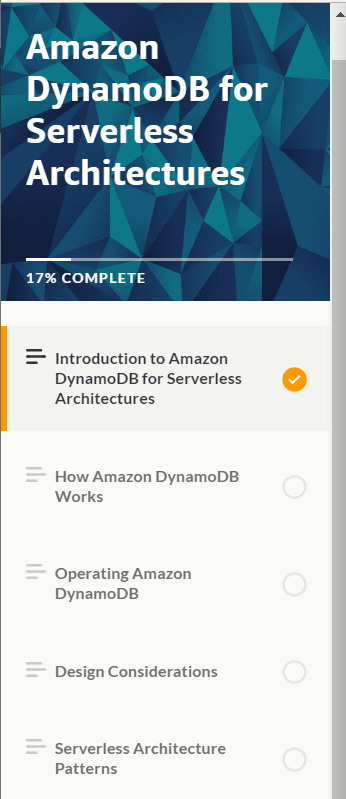 Amazon
DynamoDB for
Serverless
Architectures
17% COMPLETE
Introduction to Amazon
DynamoDB for Serverless
Architectures
How Amazon DynamoDB
Works
Operating Amazon
DynamoDB
Design Considerations
Serverless Architecture
Patterns